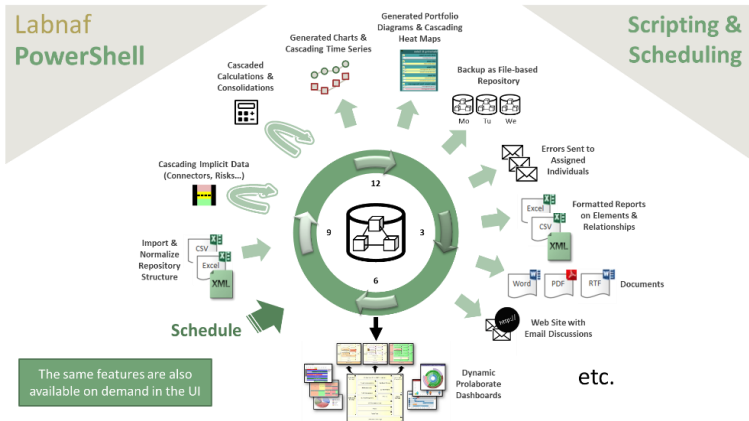 Labnaf
PowerShell
Scripting &
Scheduling
Generated Portfolio
Diagrams & Cascading
Heat Maps
Generated Charts &
Cascading Time Series
Cascaded
Calculations &
Consolidations
Backup as File-based
Repository
Mo Tu We
Errors Sent to
Assigned
Individuals
Cascading Implicit Data
(Connectors, Risks...)
12
3
6
9
Formatted Reports
on Elements &
Relationships
Excel
CSV
XML
Import &
Normalize
Repository
Structure
CSV
Excel
XML
Word PDF RTF Documents
Schedule
http://
Web Site with
Email Discussions
Dynamic
Prolaborate
Dashboards
The same features are also
available on demand in the UI
etc.